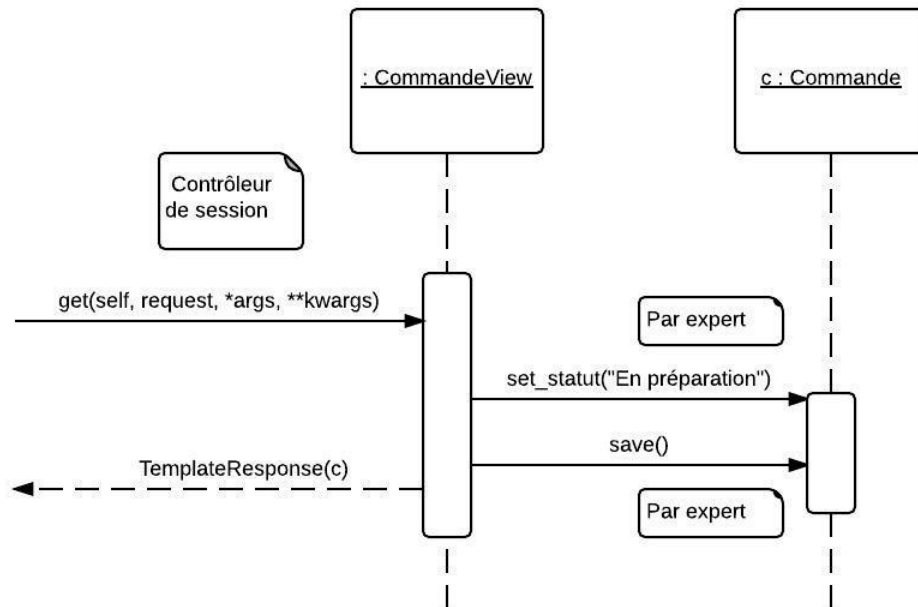 : CommandeView
c : Commande
Contrôleur
de session
get(self, request, *args, **kwargs)
Par expert
set_statut("En préparation")
save()
TemplateResponse(c)
Par expert